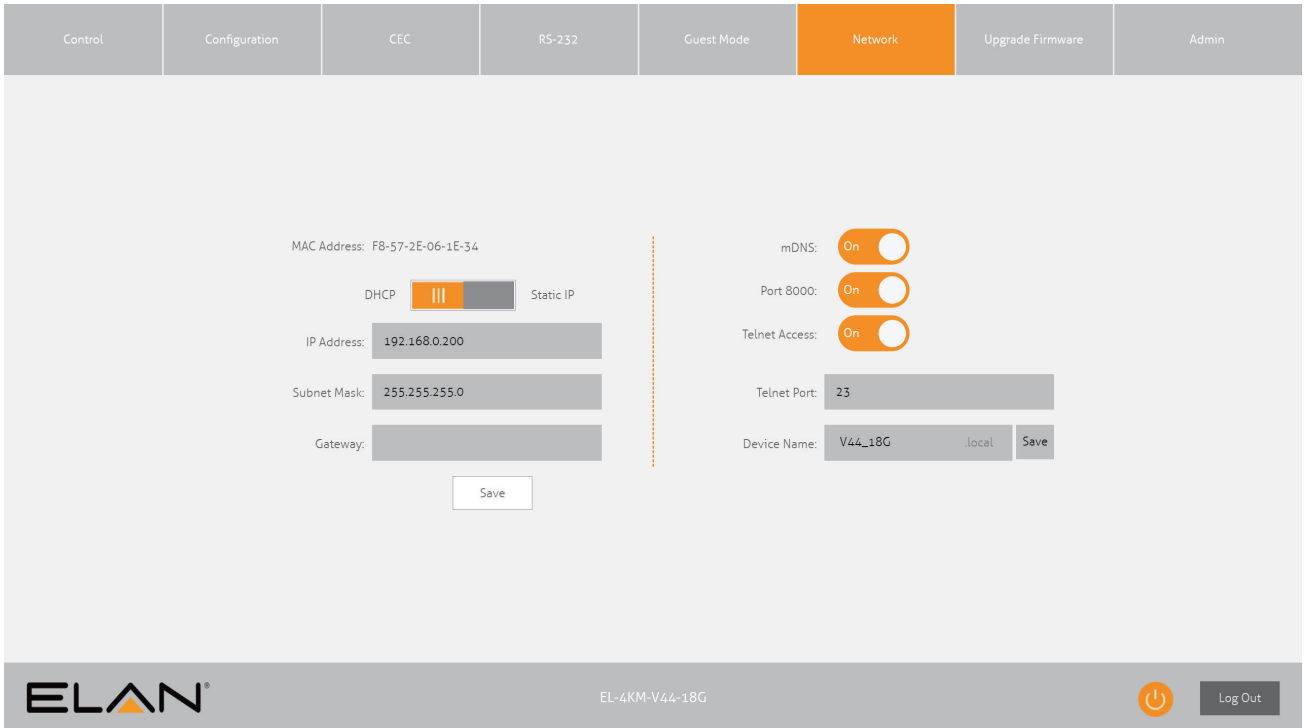 Control Configuration CEC RS-232 Guest Mode Network Upgrade Firmware Admin
MAC Address: F8-57-2E-06-1E-34
DHCP Static IP
IP Address: 192.168.0.200
Subnet Mask: 255.255.255.0
Gateway:
Save
mDNS: On
Port 8000: On
Telnet Access: On
Telnet Port: 23
Device Name: V44_18G .local Save
ELAN® EL-4KM-V44-18G Log Out